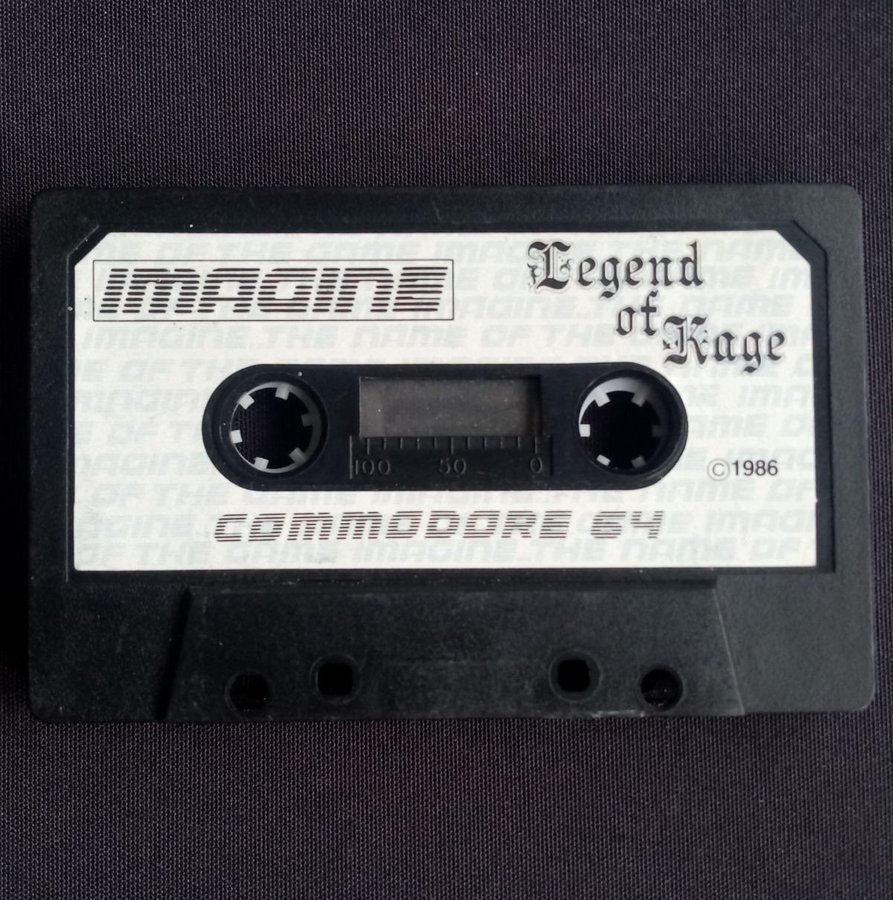 IMAGINE
Legend
of
Kage
100 50 0
©1986
COMMODORE 64